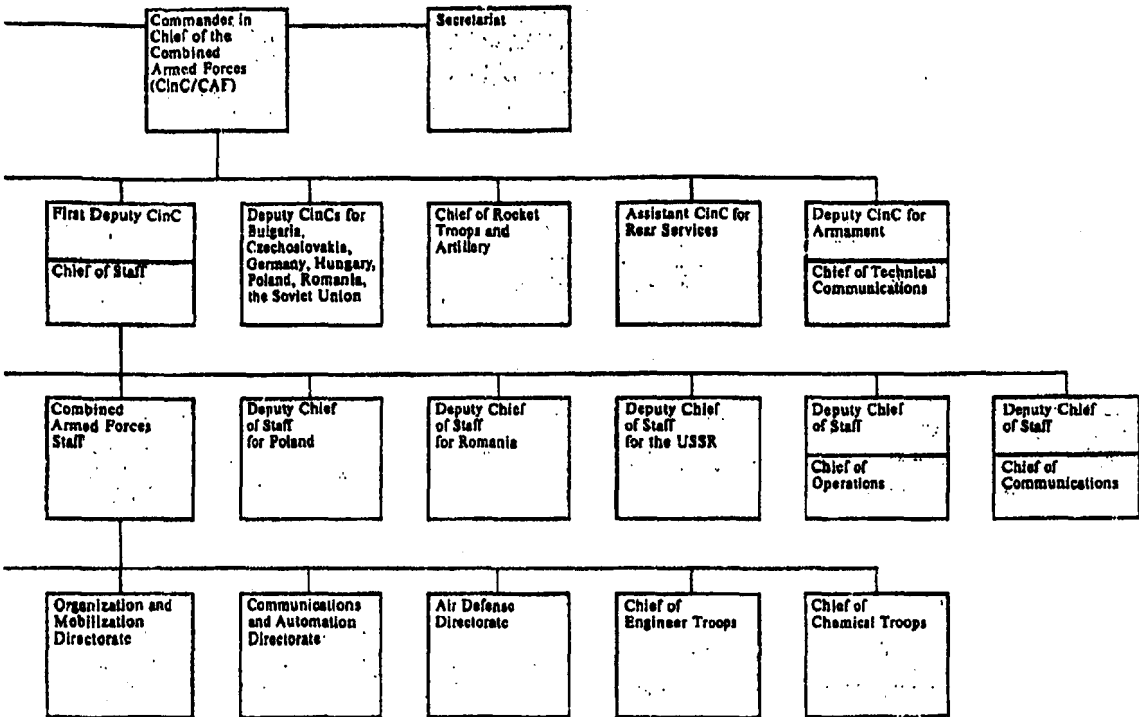 Commander in
Chief of the
Combined
Armed Forces
(CinC/CAF)
Secretariat
First Deputy CinC
Chief of Staff
Deputy CinCs for
Bulgaria,
Czechoslovakia,
Germany, Hungary,
Poland, Romania,
the Soviet Union
Chief of Rocket
Troops and
Artillery
Assistant CinC for
Rear Services
Deputy CinC for
Armament
Chief of Technical
Communications
Combined
Armed Forces
Staff
Deputy Chief
of Staff
for Poland
Deputy Chief
of Staff
for Romania
Deputy Chief
of Staff
for the USSR
Deputy Chief
of Staff
Chief of
Operations
Deputy Chief
of Staff
Chief of
Communications
Organization and
Mobilization
Directorate
Communications
and Automation
Directorate
Air Defense
Directorate
Chief of
Engineer Troops
Chief of
Chemical Troops